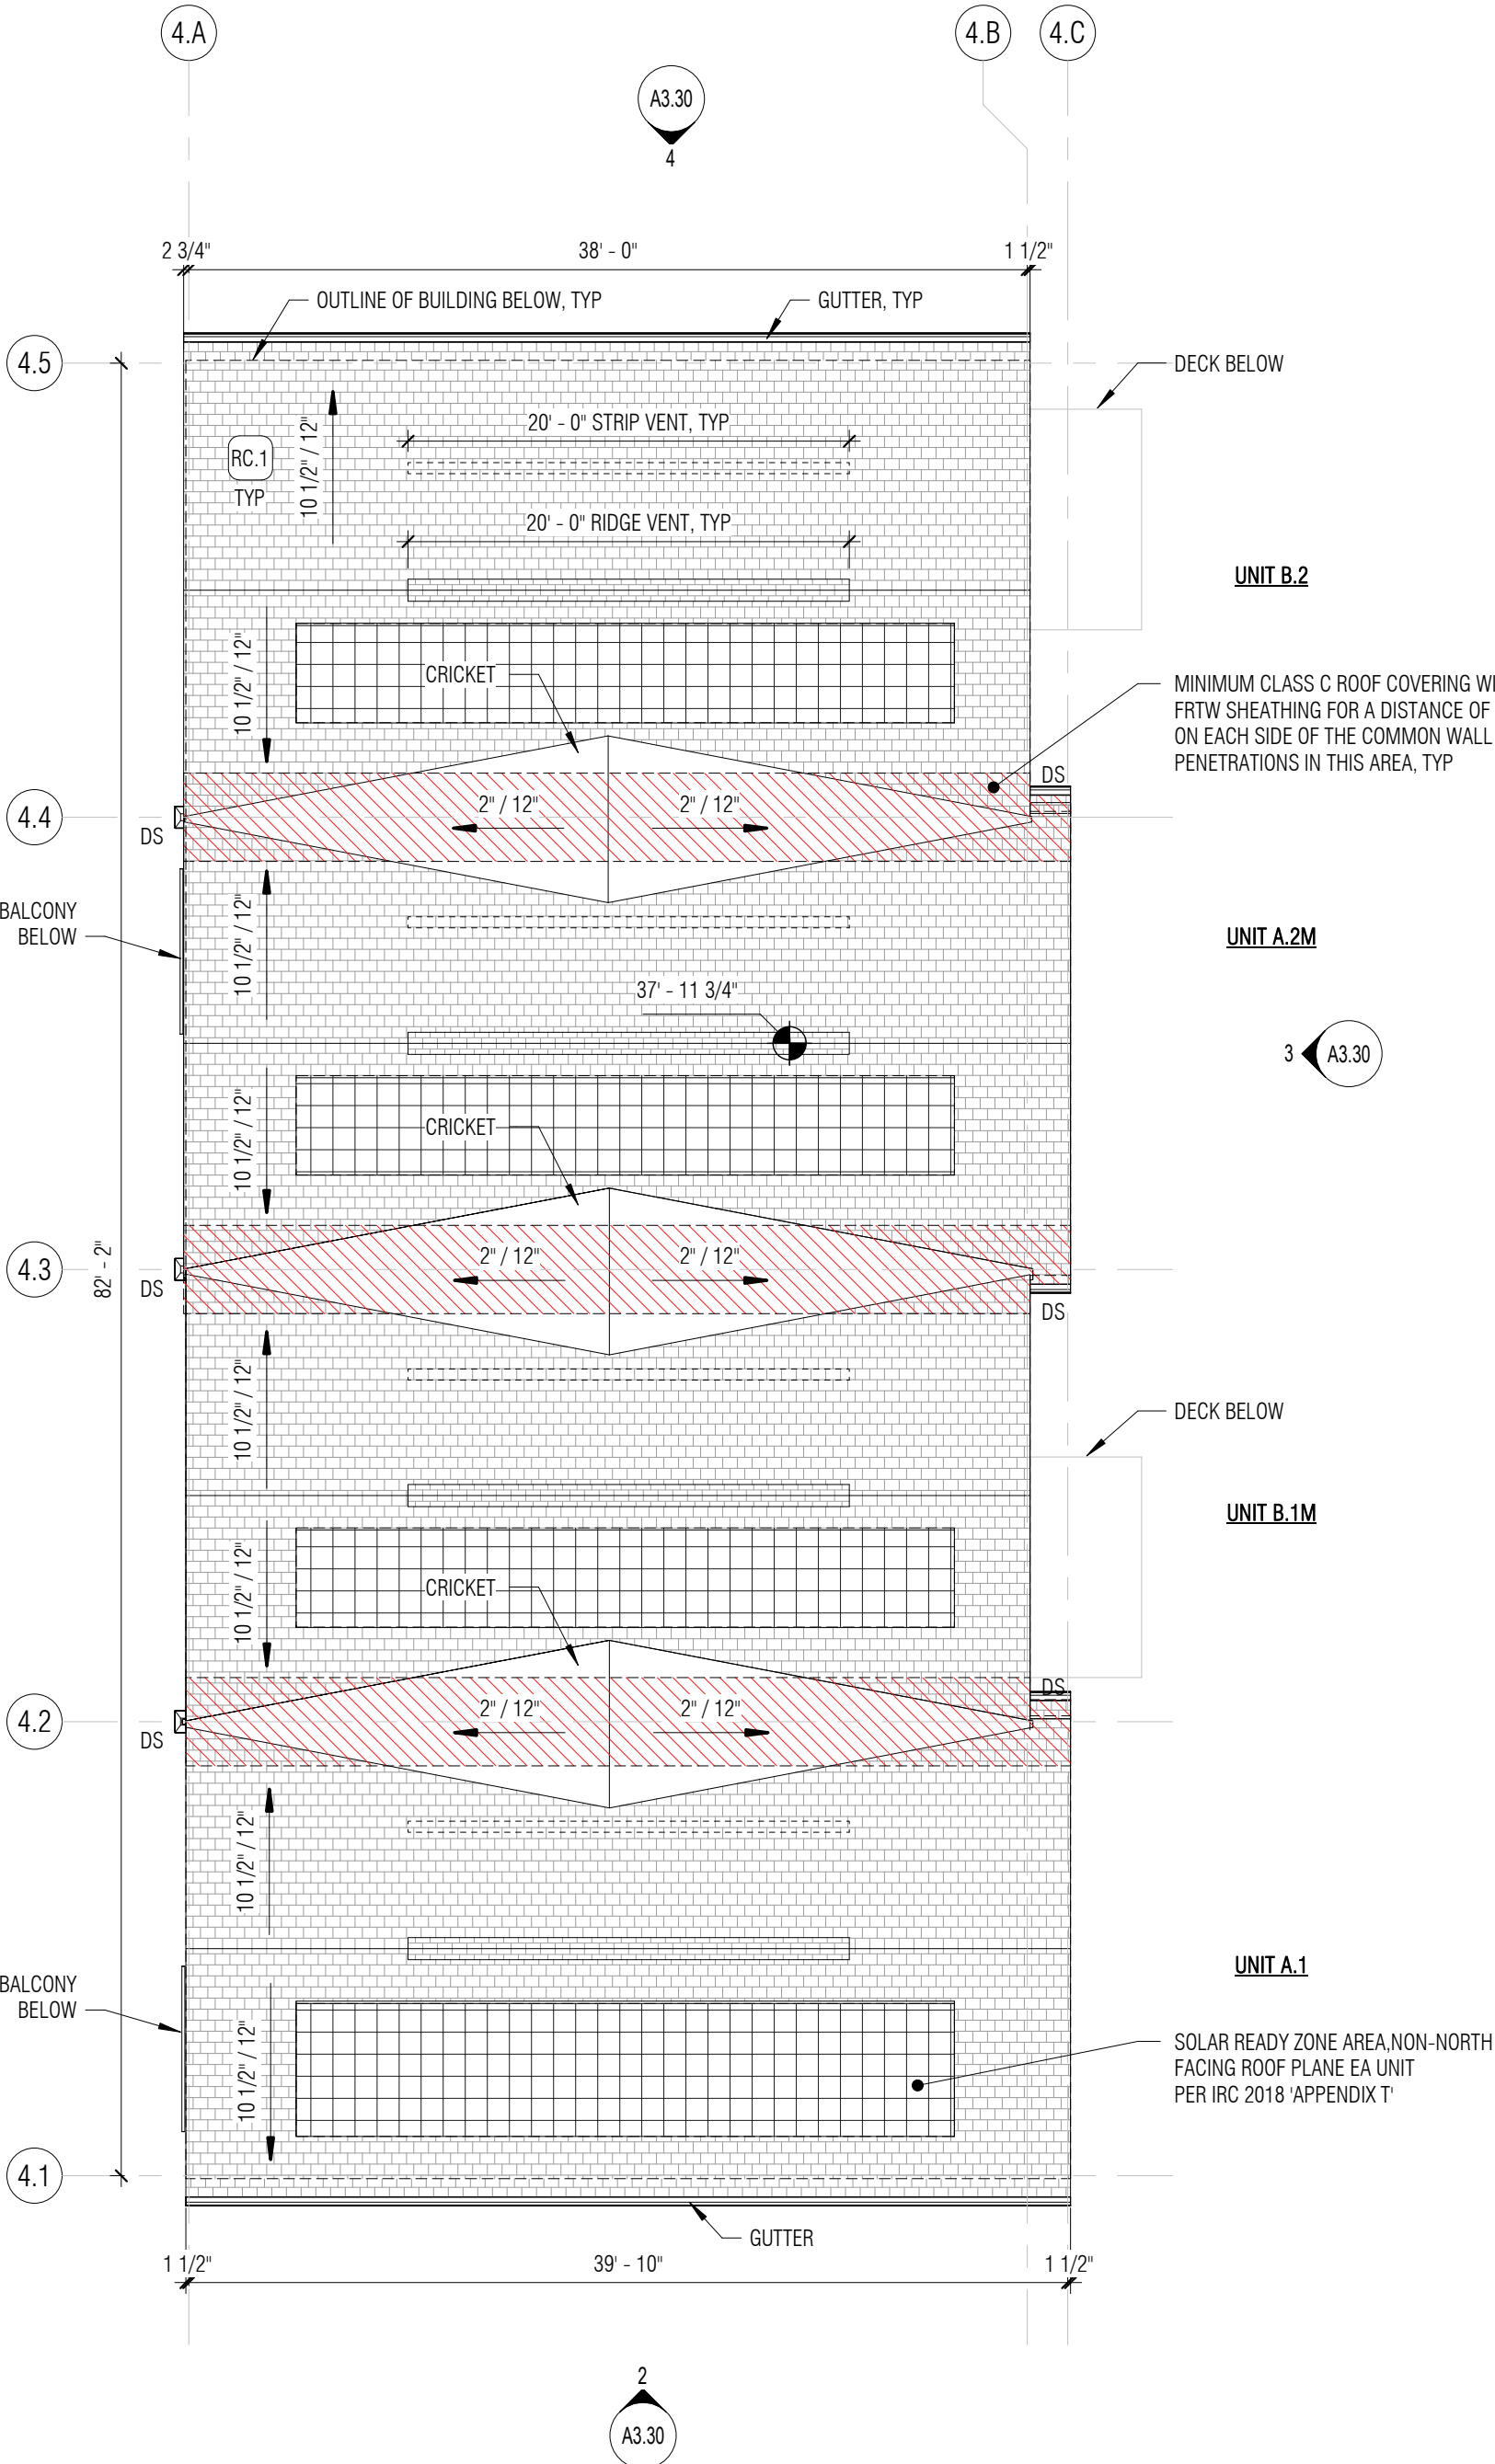 4.A
4.B
4.C
A3.30
4
2 3/4"
38' - 0"
1 1/2"
OUTLINE OF BUILDING BELOW, TYP
GUTTER, TYP
4.5
DECK BELOW
20' - 0" STRIP VENT, TYP
RC.1
TYP
10 1/2" / 12"
20' - 0" RIDGE VENT, TYP
UNIT B.2
10 1/2" / 12"
CRICKET
MINIMUM CLASS C ROOF COVERING WI
FRTW SHEATHING FOR A DISTANCE OF
ON EACH SIDE OF THE COMMON WALL
PENETRATIONS IN THIS AREA, TYP
DS
4.4
2" / 12"
2" / 12"
DS
BALCONY
BELOW
10 1/2" / 12"
UNIT A.2M
37' - 11 3/4"
3
A3.30
10 1/2" / 12"
CRICKET
4.3
82' - 2"
2" / 12"
2" / 12"
DS
DS
10 1/2" / 12"
DECK BELOW
UNIT B.1M
10 1/2" / 12"
CRICKET
DS
4.2
2" / 12"
2" / 12"
DS
10 1/2" / 12"
UNIT A.1
BALCONY
BELOW
10 1/2" / 12"
SOLAR READY ZONE AREA,NON-NORTH
FACING ROOF PLANE EA UNIT
PER IRC 2018 'APPENDIX T'
4.1
GUTTER
1 1/2"
39' - 10"
1 1/2"
2
A3.30